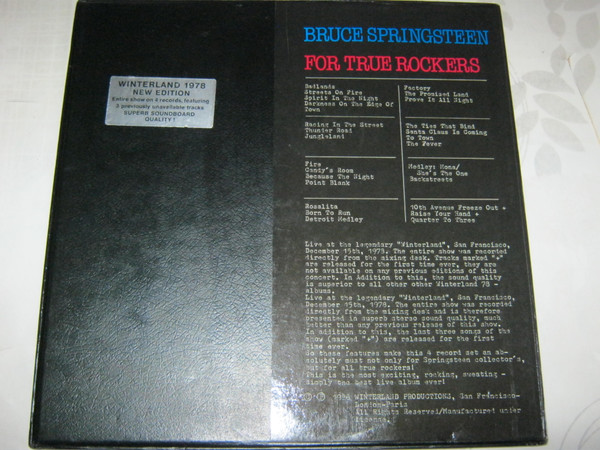 BRUCE SPRINGSTEEN
FOR TRUE ROCKERS
WINTERLAND 1978
NEW EDITION
Entire show on 4 records, featuring
3 previously unavailable tracks
SUPERB SOUNDBOARD
QUALITY!
Badlands
Streets On Fire
Spirit In The Night
Darkness On The Edge Of
Town
Factory
The Promised Land
Prove It All Night
Racing In The Street
Thunder Road
Jungleland
The Ties That Bind
Santa Claus Is Coming
To Town
The Fever
Fire
Candy's Room
Because The Night
Point Blank
Medley: Mona/
She's The One
Backstreets
Rosalita
Born To Run
Detroit Medley
10th Avenue Freeze Out +
Raise Your Hand +
Quarter To Three
Live at the legendary "Winterland", San Francisco,
December 15th, 1978. The entire show was recorded
directly from the mixing desk. Tracks marked "+"
are released for the first time ever, they are
not available on any previous editions of this
concert. In Addition to this, the sound quality
is superior to all other other Winterland 78 -
albums.
Live at the legendary "Winterland", San Francisco,
December 15th, 1978. The entire show was recorded
directly from the mixing desk and is therefore
presented in superb stereo sound quality, much
better than any previous release of this show.
In addition to this, the last three songs of the
show (marked "+") are released for the first
time ever.
So these features make this 4 record set an ab-
solutely must not only for Springsteen collector's,
but for all true rockers!
This is the most exciting, rocking, sweating -
simply the best live album ever!
WINTERLAND PRODUCTIONS, San Francisco-
London-Paris
All Rights Reserved/Manufactured under
license.